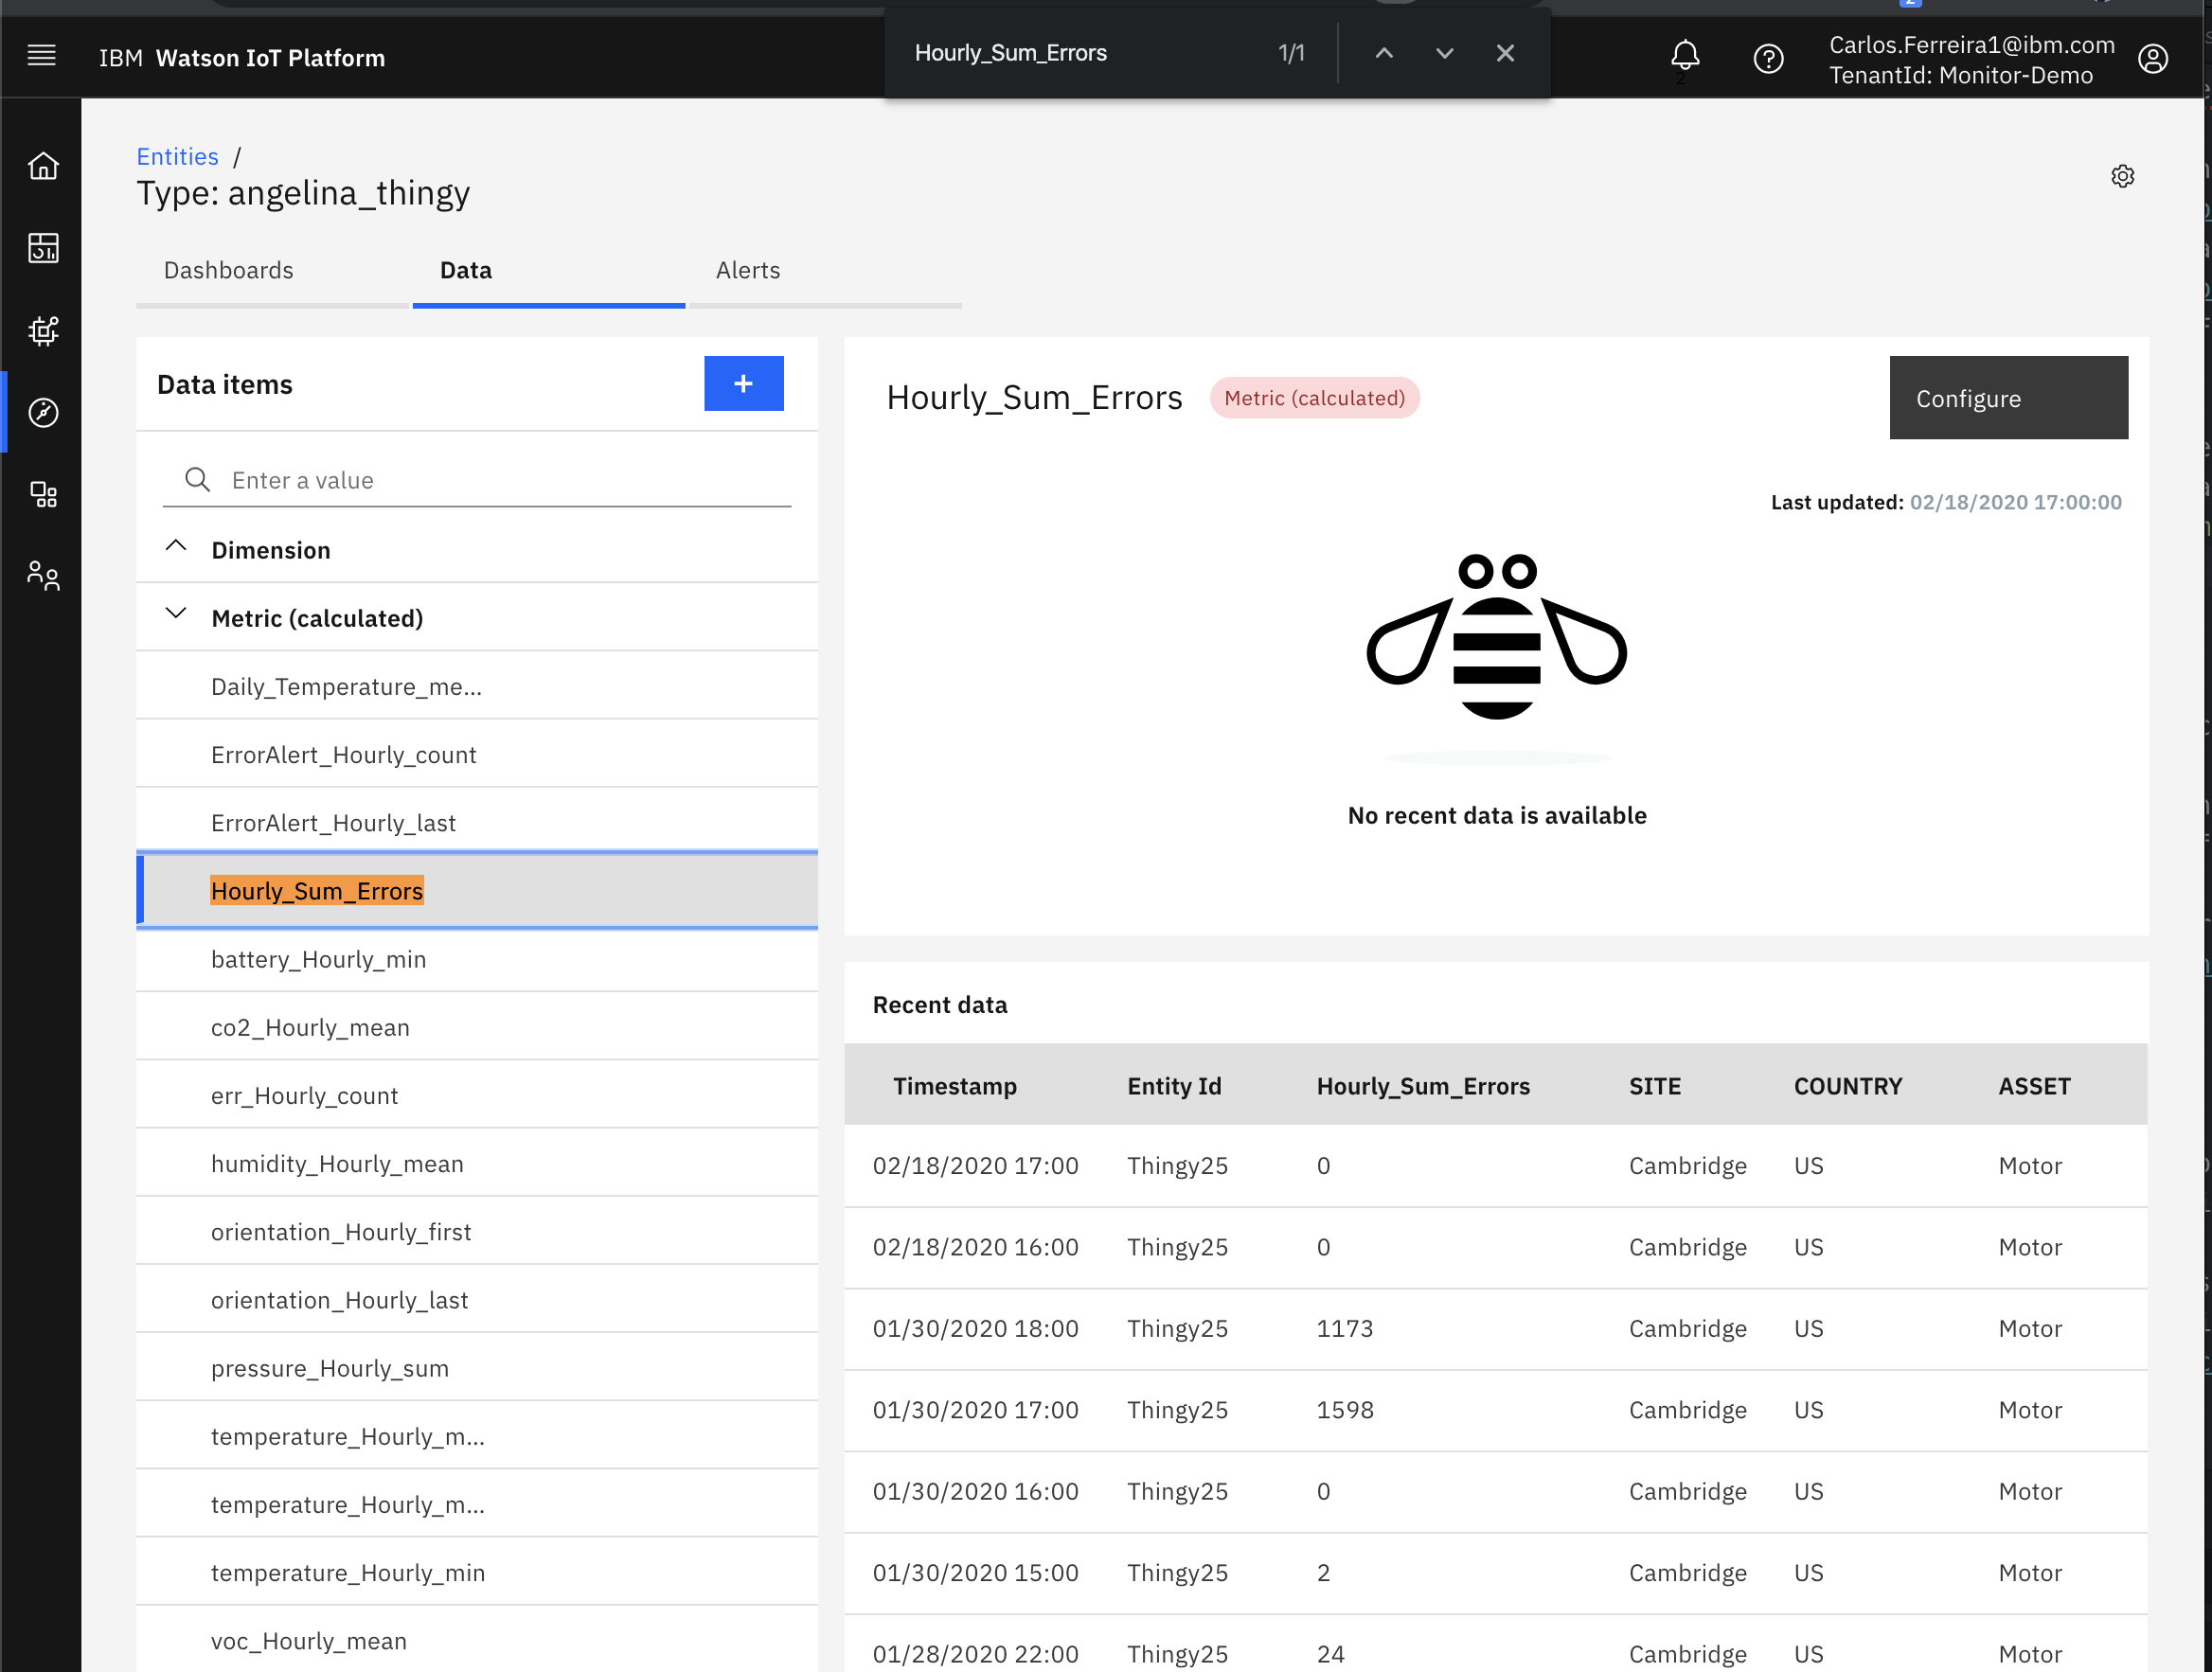 IBM Watson IoT Platform
Hourly_Sum_Errors 1/1
2
2
Carlos.Ferreira1@ibm.com
TenantId: Monitor-Demo
Entities /
Type: angelina_thingy
Dashboards Data Alerts
Data items +
Enter a value
Dimension
Metric (calculated)
Daily_Temperature_me...
ErrorAlert_Hourly_count
ErrorAlert_Hourly_last
Hourly_Sum_Errors
battery_Hourly_min
co2_Hourly_mean
err_Hourly_count
humidity_Hourly_mean
orientation_Hourly_first
orientation_Hourly_last
pressure_Hourly_sum
temperature_Hourly_m...
temperature_Hourly_m...
temperature_Hourly_min
voc_Hourly_mean
Hourly_Sum_Errors Metric (calculated) Configure
Last updated: 02/18/2020 17:00:00
No recent data is available
Recent data
Timestamp Entity Id Hourly_Sum_Errors SITE COUNTRY ASSET
02/18/2020 17:00 Thingy25 0 Cambridge US Motor
02/18/2020 16:00 Thingy25 0 Cambridge US Motor
01/30/2020 18:00 Thingy25 1173 Cambridge US Motor
01/30/2020 17:00 Thingy25 1598 Cambridge US Motor
01/30/2020 16:00 Thingy25 0 Cambridge US Motor
01/30/2020 15:00 Thingy25 2 Cambridge US Motor
01/28/2020 22:00 Thingy25 24 Cambridge US Motor